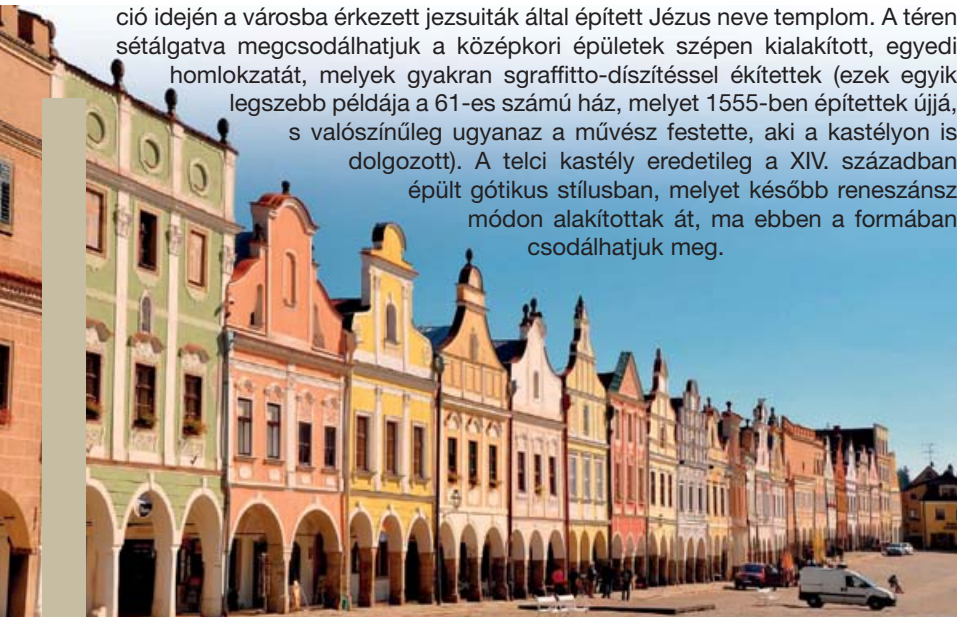 ció idején a városba érkezett jezsuiták által épített Jézus neve templom. A téren
sétálgatva megcsodálhatjuk a középkori épületek szépen kialakított, egyedi
homlokzatát, melyek gyakran sgraffitto-díszítéssel ékítettek (ezek egyik
legszebb példája a 61-es számú ház, melyet 1555-ben építettek újjá,
s valószínűleg ugyanaz a művész festette, aki a kastélyon is
dolgozott). A telci kastély eredetileg a XIV. században
épült gótikus stílusban, melyet később reneszánsz
módon alakítottak át, ma ebben a formában
csodálhatjuk meg.